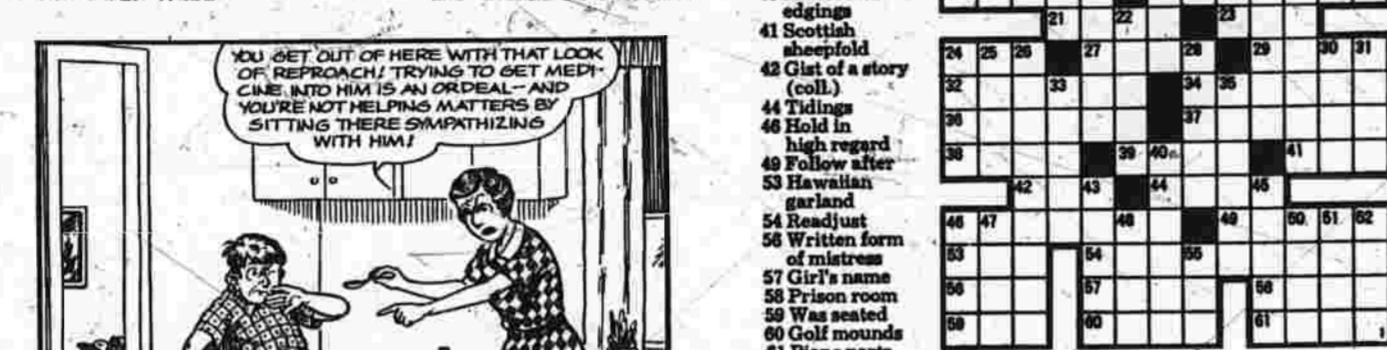 YOU GET OUT OF HERE WITH THAT LOOK
OF REPROACH! TRYING TO GET MEDI-
CINE INTO HIM IS AN ORDEAL--AND
YOU'RE NOT HELPING MATTERS BY
SITTING THERE SYMPATHIZING
WITH HIM!
edgings
41 Scottish
sheepfold
42 Gist of a story
(coll.)
44 Tidings
46 Hold in
high regard
49 Follow after
53 Hawaiian
garland
54 Readjust
56 Written form
of mistress
57 Girl's name
58 Prison room
59 Was seated
60 Golf mounds
21 22 23
24 25 26 27 28 29 30 31
32 33 34 35
36 37
38 39 40 41
42 43 44 45
46 47 48 49 50 51 52
53 54 55
56 57 58
59 60 61